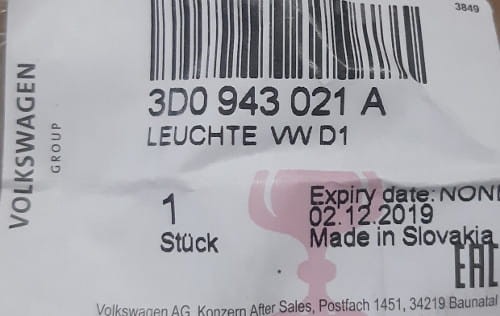 3849
VOLKSWAGEN
GROUP
3D0 943 021 A
LEUCHTE VW D1
1
Stück
Expiry date: NONE
02.12.2019
Made in Slovakia
EAC
Volkswagen AG, Konzern After Sales, Postfach 1451, 34219 Baunatal